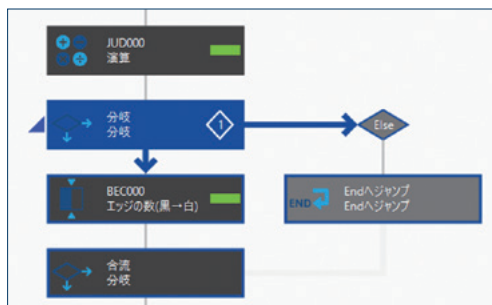 JUD000
演算
分岐
分岐
1
Else
BEC000
エッジの数(黒→白)
END
Endへジャンプ
Endへジャンプ
合流
分岐